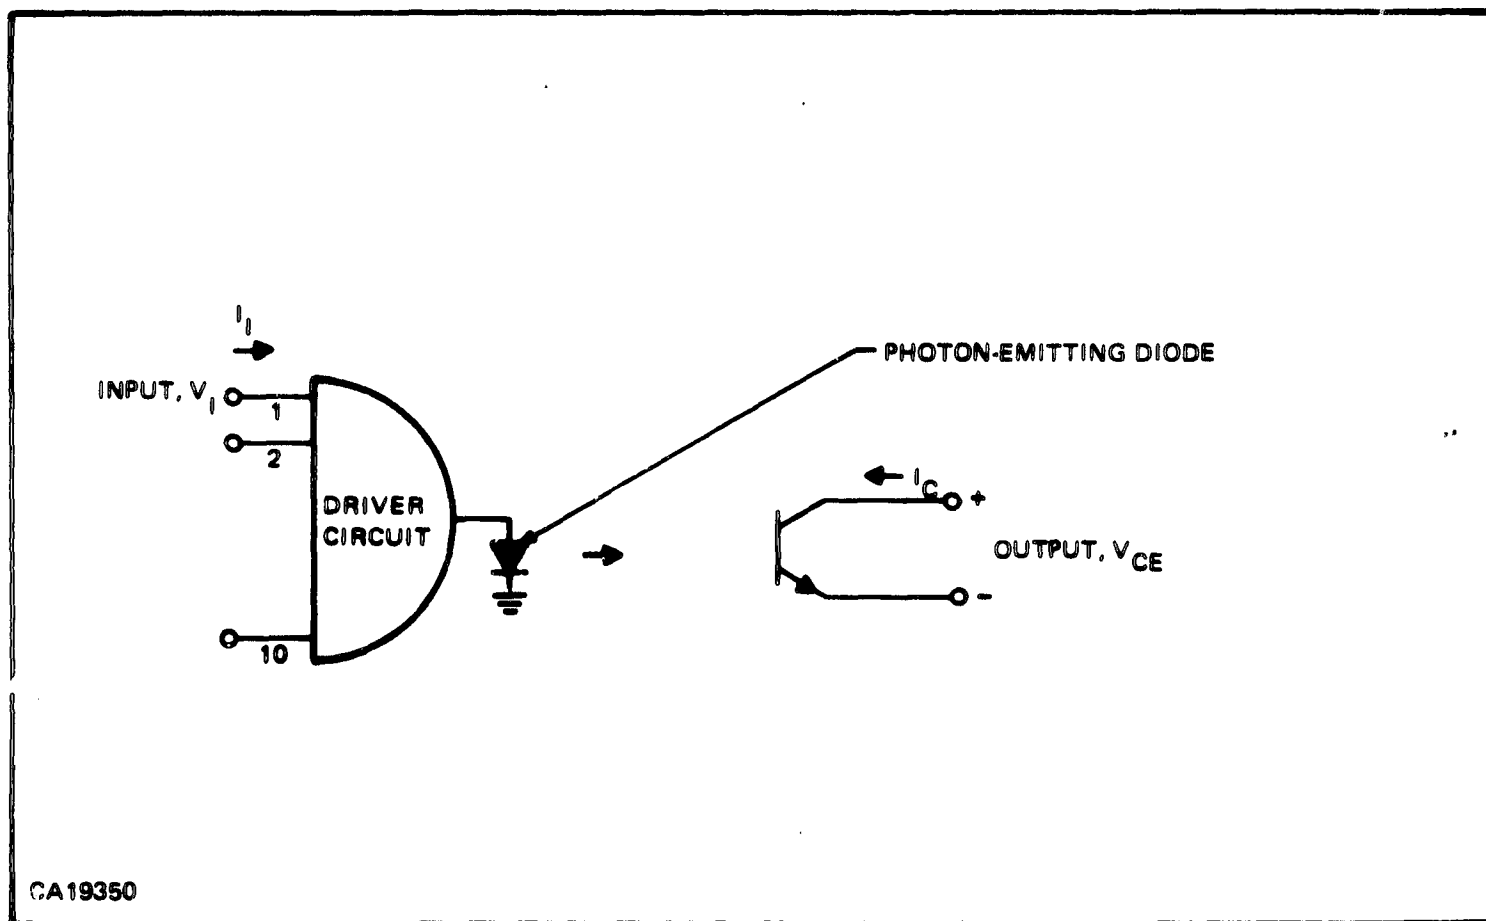 I_I
PHOTON-EMITTING DIODE
INPUT, V_I
1
2
I_C
+
DRIVER
CIRCUIT
OUTPUT, V_CE
-
10
CA19350